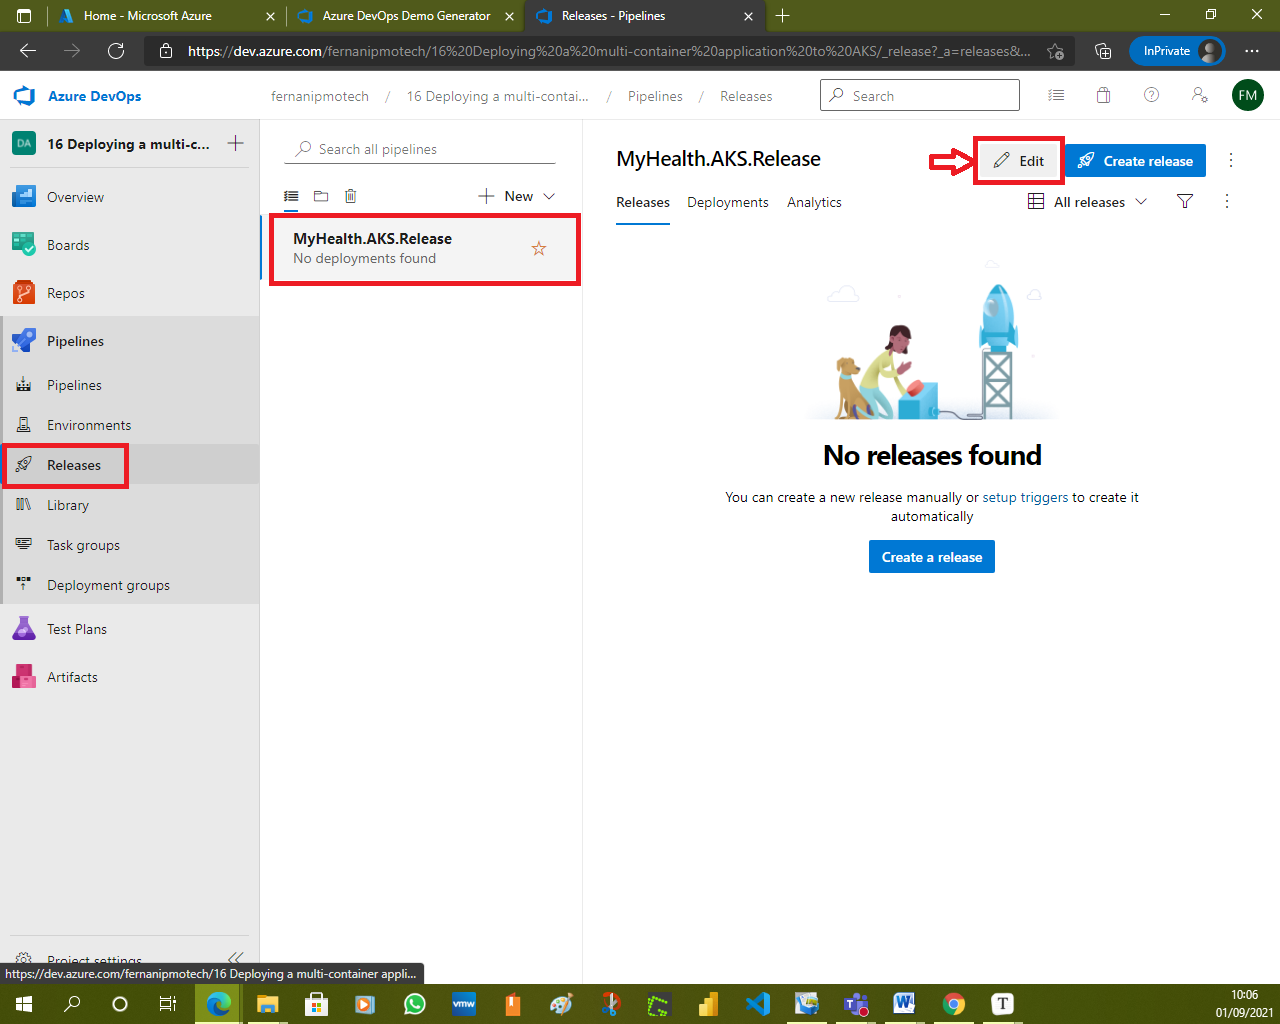 Home - Microsoft Azure
Azure DevOps Demo Generator
Releases - Pipelines
https://dev.azure.com/fernanipmotech/16%20Deploying%20a%20multi-container%20application%20to%20AKS/_release?_a=releases&...
InPrivate
Azure DevOps
fernanipmotech / 16 Deploying a multi-contai... / Pipelines / Releases
Search
FM
DA
16 Deploying a multi-c...
Overview
Boards
Repos
Pipelines
Pipelines
Environments
Releases
Library
Task groups
Deployment groups
Test Plans
Artifacts
Project settings
https://dev.azure.com/fernanipmotech/16 Deploying a multi-container appli...
Search all pipelines
New
MyHealth.AKS.Release
No deployments found
MyHealth.AKS.Release
Edit
Create release
Releases
Deployments
Analytics
All releases
No releases found
You can create a new release manually or setup triggers to create it
automatically
Create a release
vmw
T
10:06
01/09/2021